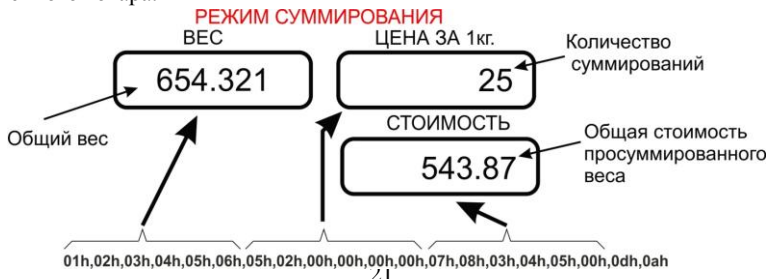 РЕЖИМ СУММИРОВАНИЯ
ВЕС
ЦЕНА ЗА 1кг.
654.321
25
Количество
суммирований
Общий вес
СТОИМОСТЬ
543.87
Общая стоимость
просуммированного
веса
01h,02h,03h,04h,05h,06h,05h,02h,00h,00h,00h,00h,07h,08h,03h,04h,05h,00h,0dh,0ah
21